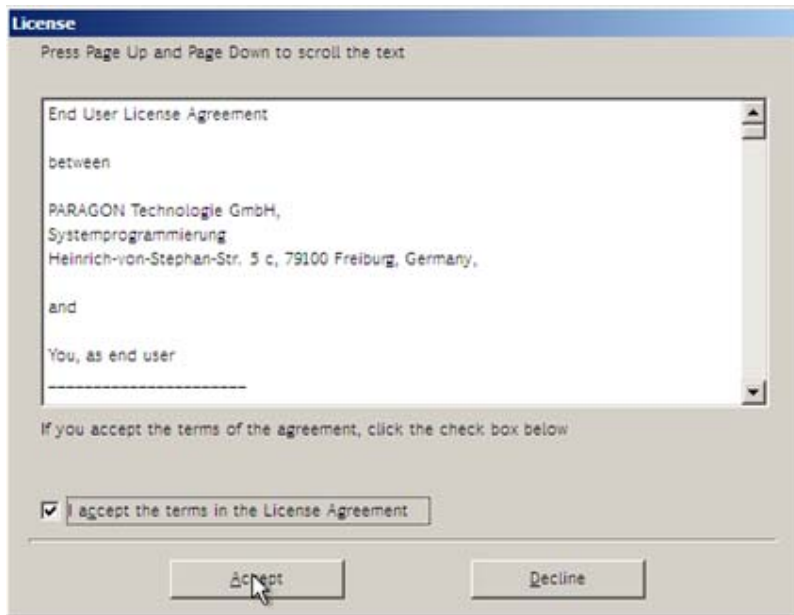 License
Press Page Up and Page Down to scroll the text
End User License Agreement
between
PARAGON Technologie GmbH,
Systemprogrammierung
Heinrich-von-Stephan-Str. 5 c, 79100 Freiburg, Germany,
and
You, as end user
______________________
If you accept the terms of the agreement, click the check box below
I accept the terms in the License Agreement
Accept
Decline